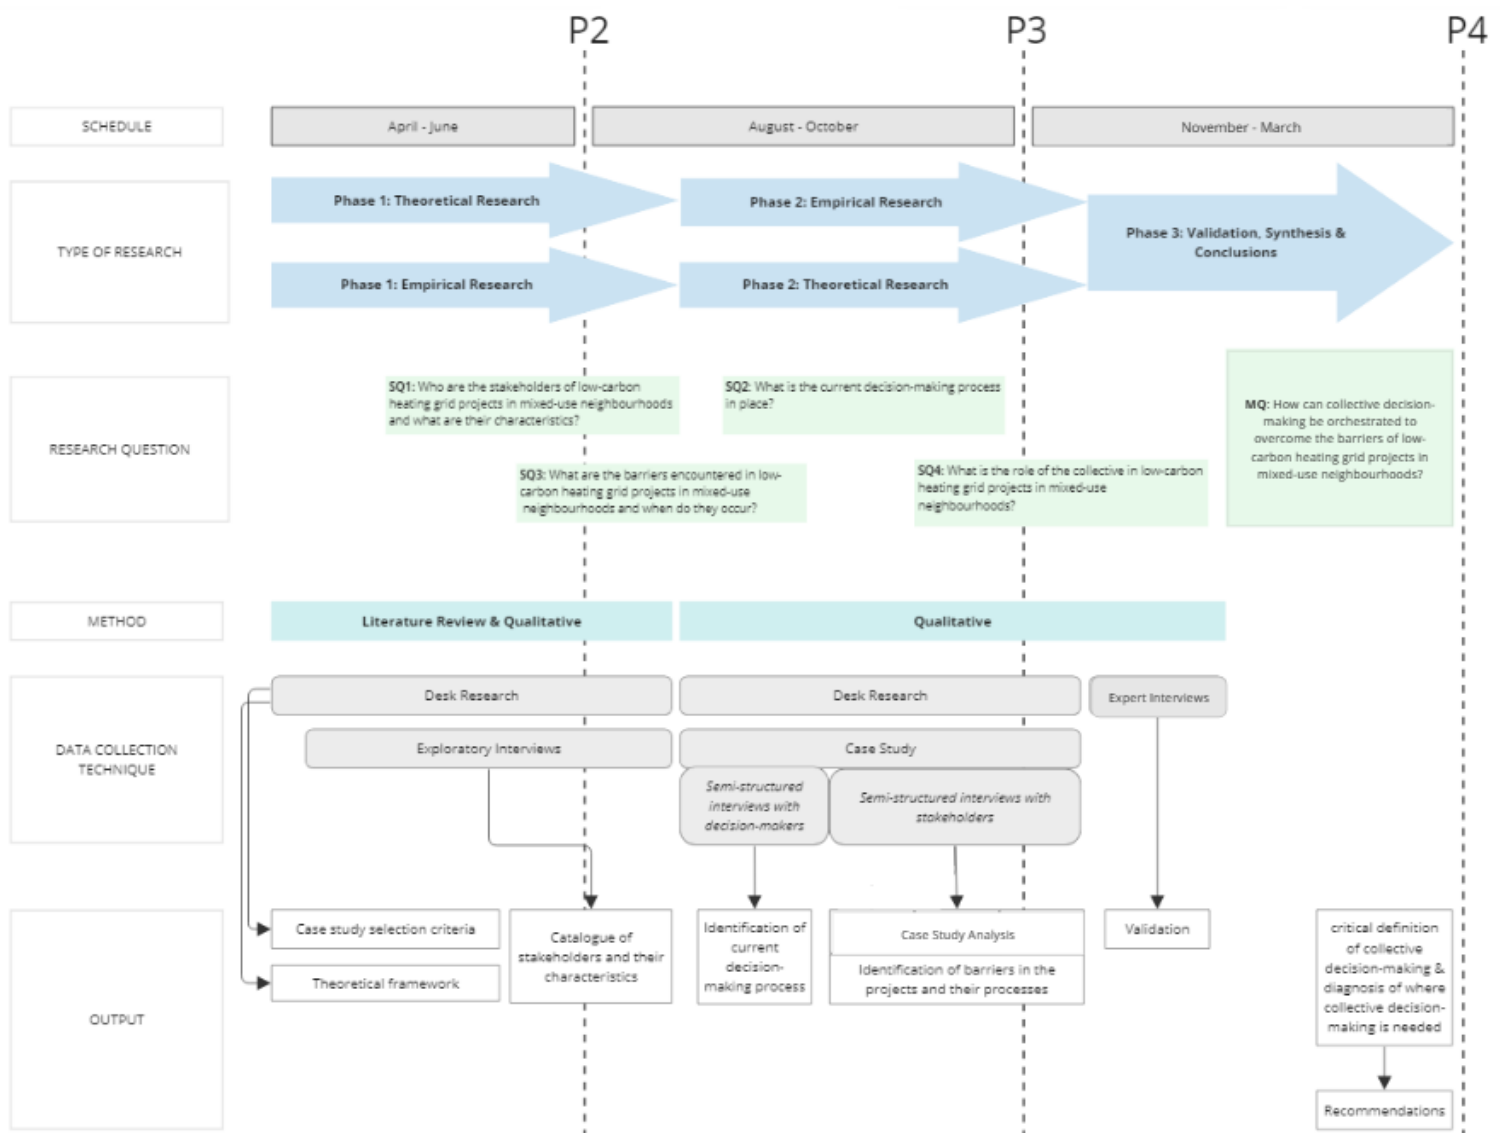 P2
P3
P4
SCHEDULE
April - June
August - October
November - March
TYPE OF RESEARCH
Phase 1: Theoretical Research
Phase 2: Empirical Research
Phase 3: Validation, Synthesis &
Conclusions
Phase 1: Empirical Research
Phase 2: Theoretical Research
RESEARCH QUESTION
SQ1: Who are the stakeholders of low-carbon
heating grid projects in mixed-use neighbourhoods
and what are their characteristics?
SQ2: What is the current decision-making process
in place?
SQ3: What are the barriers encountered in low-
carbon heating grid projects in mixed-use
neighbourhoods and when do they occur?
SQ4: What is the role of the collective in low-carbon
heating grid projects in mixed-use
neighbourhoods?
MQ: How can collective decision-
making be orchestrated to
overcome the barriers of low-
carbon heating grid projects in
mixed-use neighbourhoods?
METHOD
Literature Review & Qualitative
Qualitative
DATA COLLECTION
TECHNIQUE
Desk Research
Desk Research
Expert Interviews
Exploratory Interviews
Case Study
Semi-structured
interviews with
decision-makers
Semi-structured interviews with
stakeholders
OUTPUT
Case study selection criteria
Theoretical framework
Catalogue of
stakeholders and their
characteristics
Identification of
current
decision-
making process
Case Study Analysis
Identification of barriers in the
projects and their processes
Validation
critical definition
of collective
decision-making &
diagnosis of where
collective decision-
making is needed
Recommendations